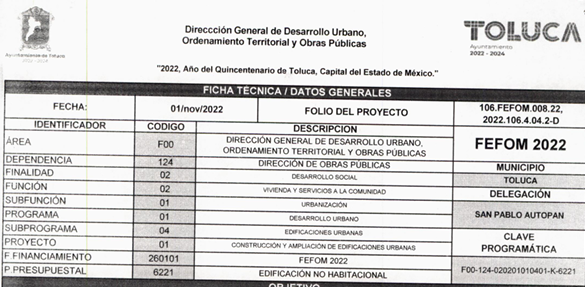 Direccción General de Desarrollo Urbano,
Ordenamiento Territorial y Obras Públicas
Ayuntamiento de Toluca
TOLUCA
Ayuntamiento
2022 - 2024
"2022, Año del Quincentenario de Toluca, Capital del Estado de México."
FICHA TÉCNICA / DATOS GENERALES
FECHA: 01/nov/2022 FOLIO DEL PROYECTO 106.FEFOM.008.22, 2022.106.4.04.2-D
IDENTIFICADOR CODIGO DESCRIPCION
ÁREA F00 DIRECCIÓN GENERAL DE DESARROLLO URBANO, ORDENAMIENTO TERRITORIAL Y OBRAS PÚBLICAS FEFOM 2022
DEPENDENCIA 124 DIRECCIÓN DE OBRAS PÚBLICAS MUNICIPIO
FINALIDAD 02 DESARROLLO SOCIAL TOLUCA
FUNCIÓN 02 VIVIENDA Y SERVICIOS A LA COMUNIDAD DELEGACIÓN
SUBFUNCIÓN 01 URBANIZACIÓN
PROGRAMA 01 DESARROLLO URBANO SAN PABLO AUTOPAN
SUBPROGRAMA 04 EDIFICACIONES URBANAS CLAVE PROGRAMÁTICA
PROYECTO 01 CONSTRUCCIÓN Y AMPLIACIÓN DE EDIFICACIONES URBANAS
F.FINANCIAMIENTO 260101 FEFOM 2022 F00-124-020201010401-K-6221
P.PRESUPUESTAL 6221 EDIFICACIÓN NO HABITACIONAL
OBJETIVO